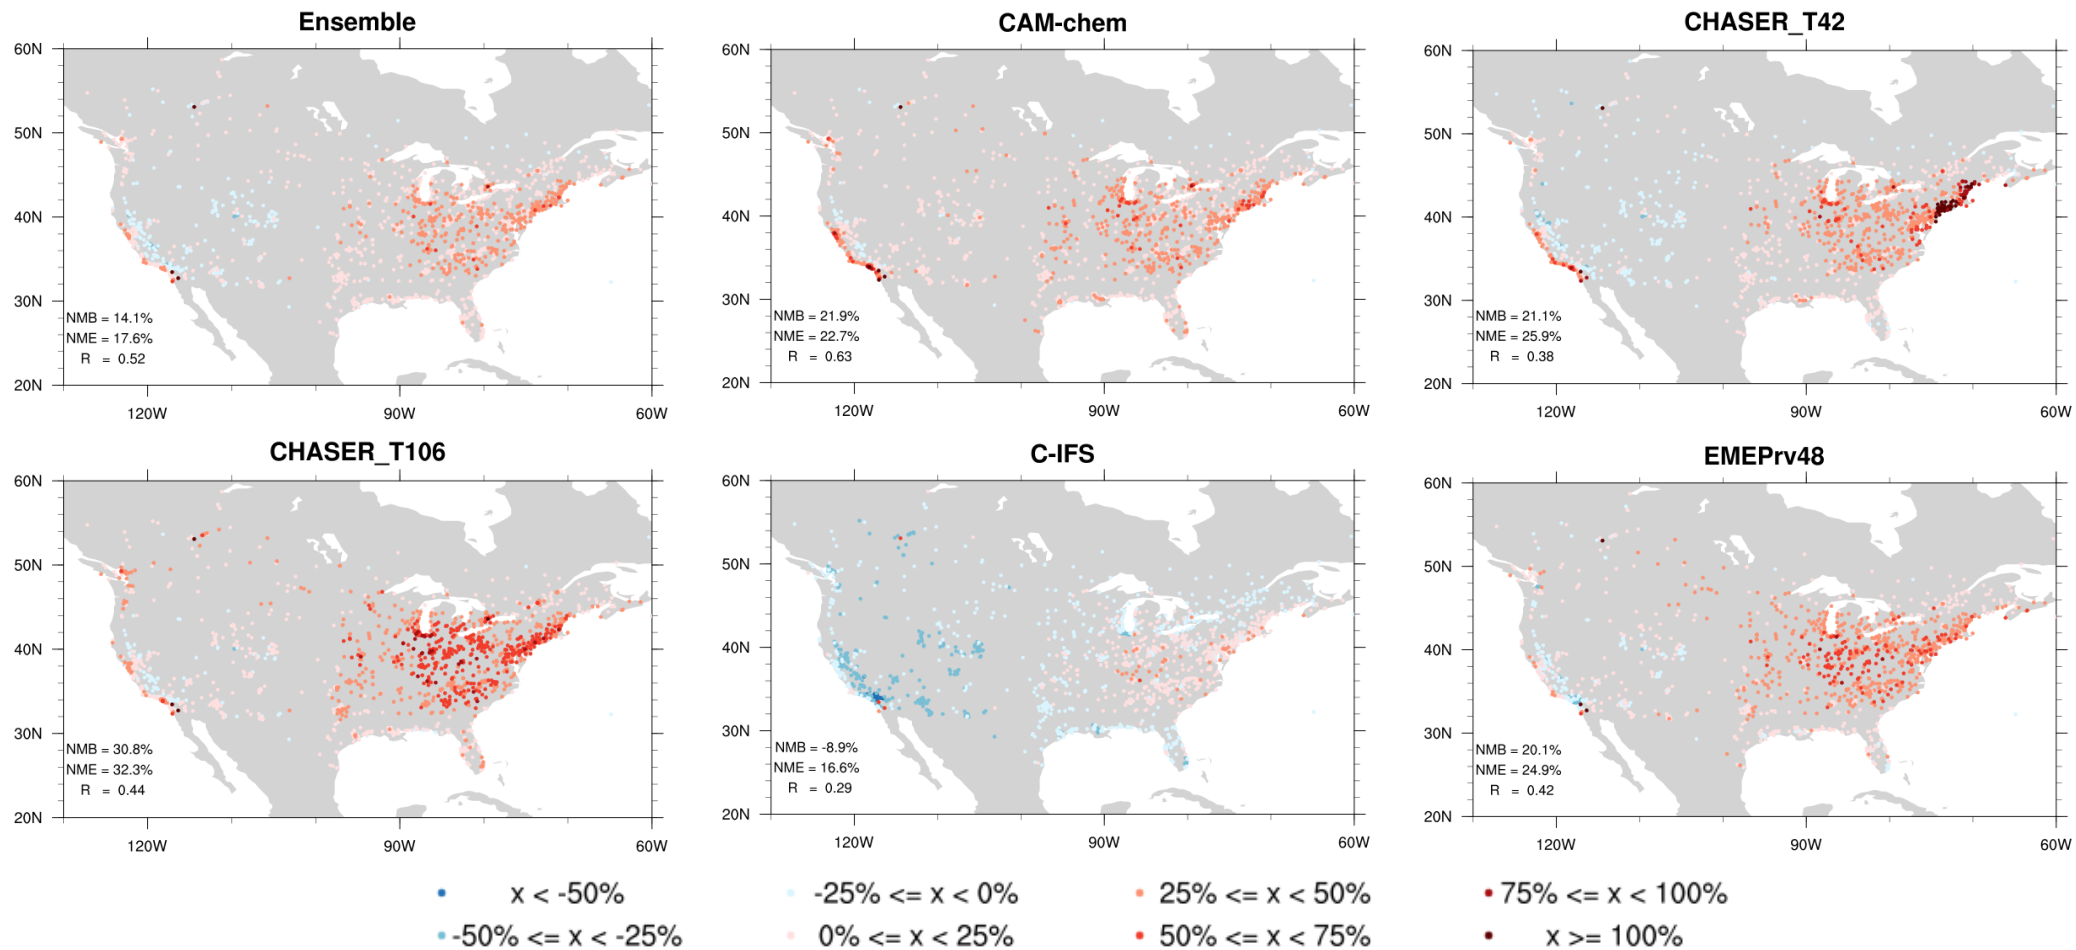 Ensemble
60N
50N
40N
30N
20N
120W
90W
60W
NMB = 14.1%
NME = 17.6%
R = 0.52
CAM-chem
60N
50N
40N
30N
20N
120W
90W
60W
NMB = 21.9%
NME = 22.7%
R = 0.63
CHASER_T42
60N
50N
40N
30N
20N
120W
90W
60W
NMB = 21.1%
NME = 25.9%
R = 0.38
CHASER_T106
60N
50N
40N
30N
20N
120W
90W
60W
NMB = 30.8%
NME = 32.3%
R = 0.44
C-IFS
60N
50N
40N
30N
20N
120W
90W
60W
NMB = -8.9%
NME = 16.6%
R = 0.29
EMEPrv48
60N
50N
40N
30N
20N
120W
90W
60W
NMB = 20.1%
NME = 24.9%
R = 0.42
x < -50%
-25% <= x < 0%
25% <= x < 50%
75% <= x < 100%
-50% <= x < -25%
0% <= x < 25%
50% <= x < 75%
x >= 100%